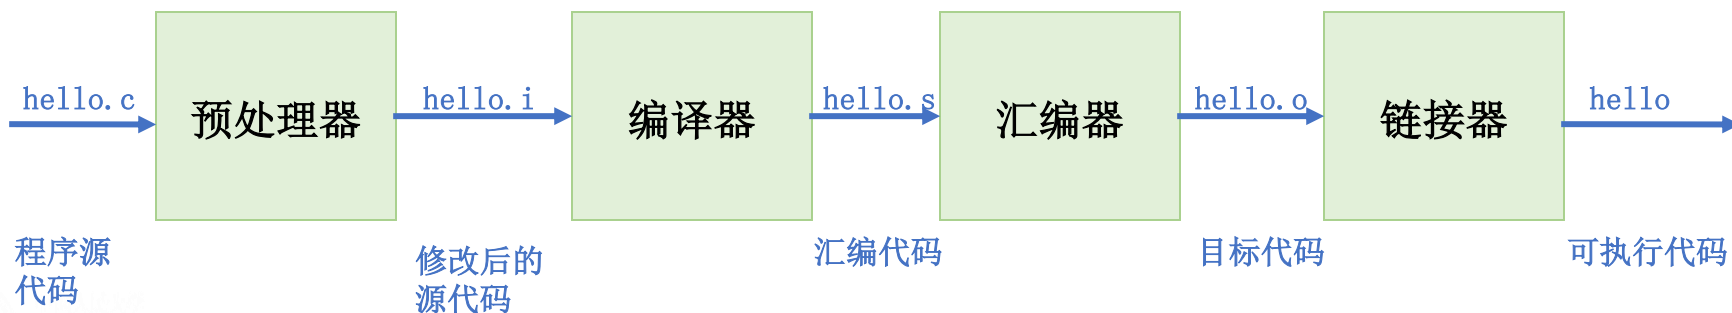 hello.c
预处理器
hello.i
编译器
hello.s
汇编器
hello.o
链接器
hello
程序源
代码
修改后的
源代码
汇编代码
目标代码
可执行代码